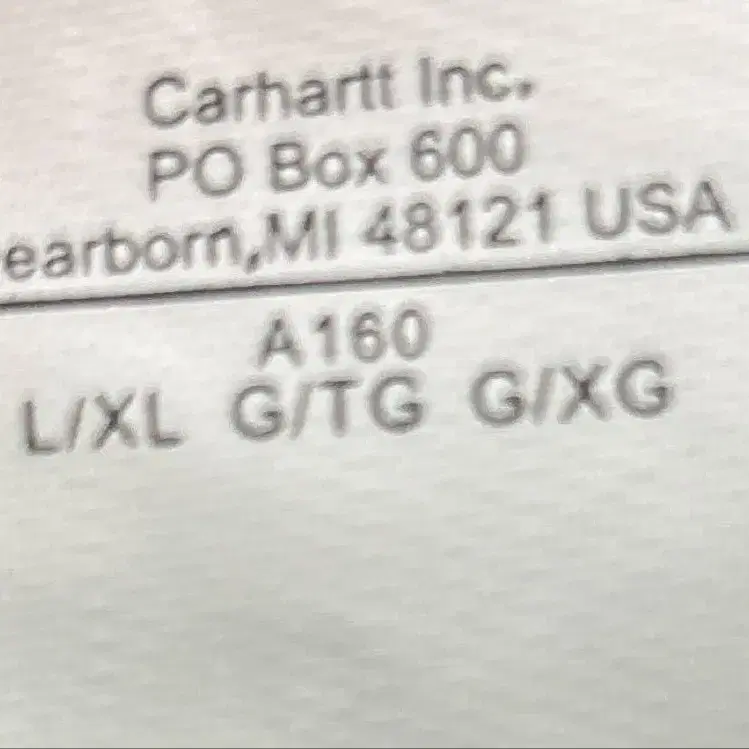 Carhartt Inc.
PO Box 600
earborn,MI 48121 USA
A160
L/XL G/TG G/XG